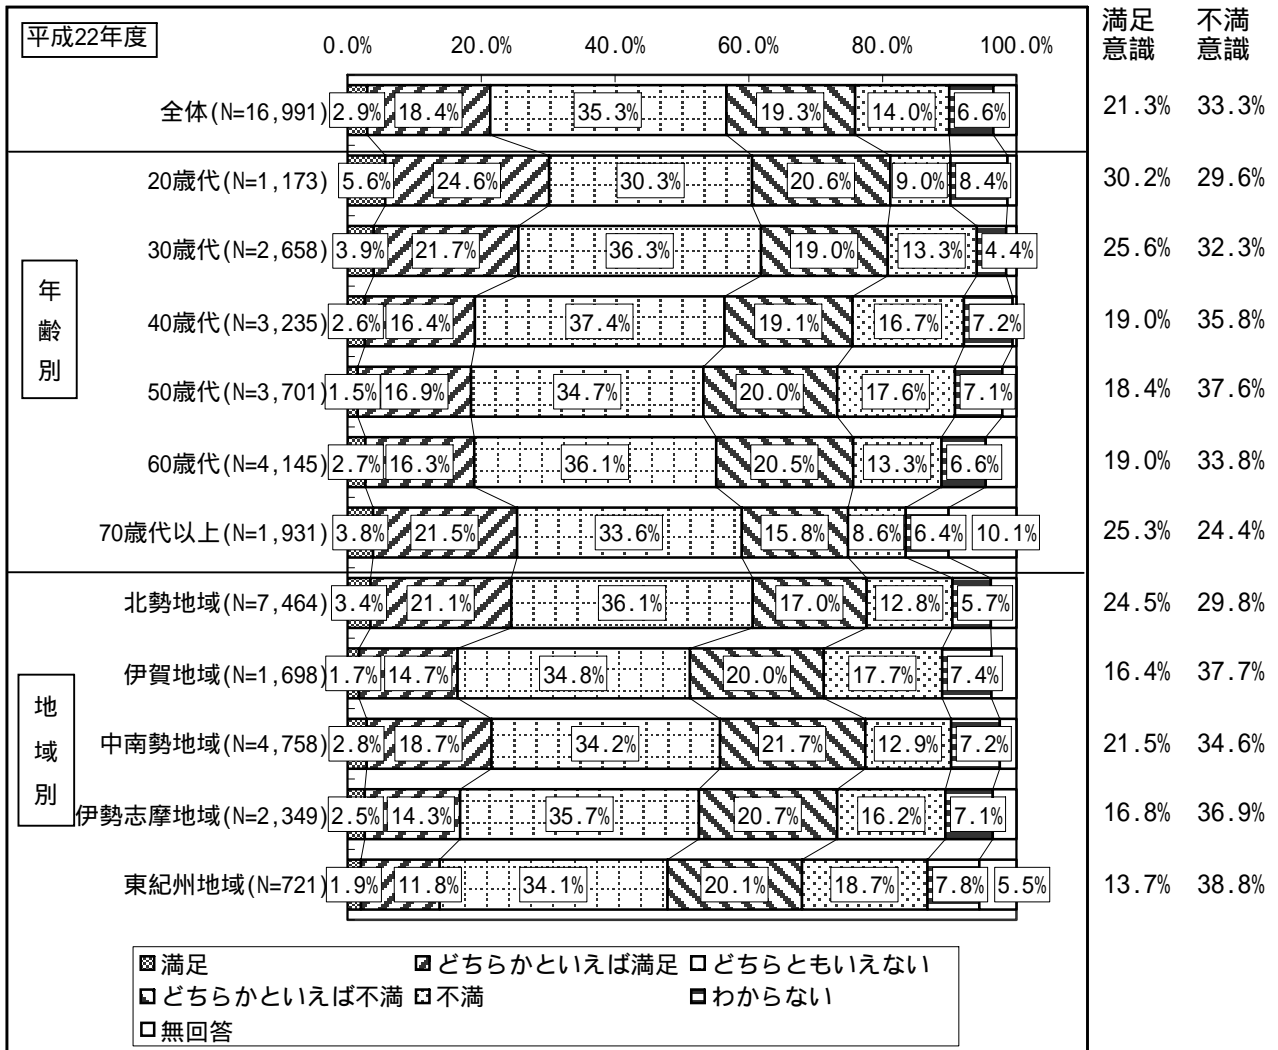 満足 不満
意識 意識
平成22年度
0.0% 20.0% 40.0% 60.0% 80.0% 100.0%
全体(N=16,991) 2.9% 18.4% 35.3% 19.3% 14.0% 6.6% 21.3% 33.3%
年齢別
20歳代(N=1,173) 5.6% 24.6% 30.3% 20.6% 9.0% 8.4% 30.2% 29.6%
30歳代(N=2,658) 3.9% 21.7% 36.3% 19.0% 13.3% 4.4% 25.6% 32.3%
40歳代(N=3,235) 2.6% 16.4% 37.4% 19.1% 16.7% 7.2% 19.0% 35.8%
50歳代(N=3,701) 1.5% 16.9% 34.7% 20.0% 17.6% 7.1% 18.4% 37.6%
60歳代(N=4,145) 2.7% 16.3% 36.1% 20.5% 13.3% 6.6% 19.0% 33.8%
70歳代以上(N=1,931) 3.8% 21.5% 33.6% 15.8% 8.6% 6.4% 10.1% 25.3% 24.4%
地域別
北勢地域(N=7,464) 3.4% 21.1% 36.1% 17.0% 12.8% 5.7% 24.5% 29.8%
伊賀地域(N=1,698) 1.7% 14.7% 34.8% 20.0% 17.7% 7.4% 16.4% 37.7%
中南勢地域(N=4,758) 2.8% 18.7% 34.2% 21.7% 12.9% 7.2% 21.5% 34.6%
伊勢志摩地域(N=2,349) 2.5% 14.3% 35.7% 20.7% 16.2% 7.1% 16.8% 36.9%
東紀州地域(N=721) 1.9% 11.8% 34.1% 20.1% 18.7% 7.8% 5.5% 13.7% 38.8%
満足 どちらかといえば満足 どちらともいえない
どちらかといえば不満 不満 わからない
無回答